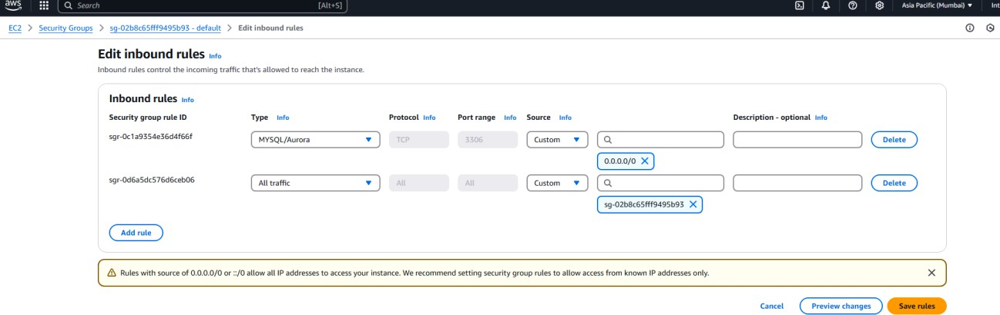 aws Search [Alt+S] Asia Pacific (Mumbai)
EC2 > Security Groups > sg-02b8c65fff9495b93 - default > Edit inbound rules
Edit inbound rules Info
Inbound rules control the incoming traffic that's allowed to reach the instance.
Inbound rules Info
Security group rule ID Type Info Protocol Info Port range Info Source Info Description - optional Info
sgr-0c1a9354e36d4f66f MYSQL/Aurora TCP 3306 Custom Delete
0.0.0.0/0
sgr-0d6a5dc576d6ceb06 All traffic All All Custom Delete
sg-02b8c65fff9495b93
Add rule
Rules with source of 0.0.0.0/0 or ::/0 allow all IP addresses to access your instance. We recommend setting security group rules to allow access from known IP addresses only.
Cancel Preview changes Save rules